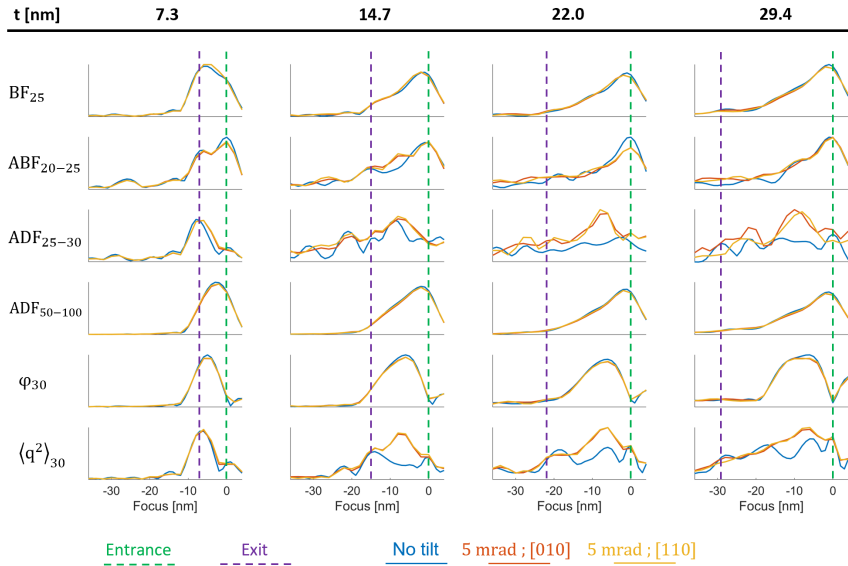 t [nm] 7.3 14.7 22.0 29.4
BF₂₅
ABF₂₀₋₂₅
ADF₂₅₋₃₀
ADF₅₀₋₁₀₀
φ₃₀
⟨q²⟩₃₀
-30 -20 -10 0 -30 -20 -10 0 -30 -20 -10 0 -30 -20 -10 0
Focus [nm] Focus [nm] Focus [nm] Focus [nm]
Entrance Exit No tilt 5 mrad ; [010] 5 mrad ; [110]